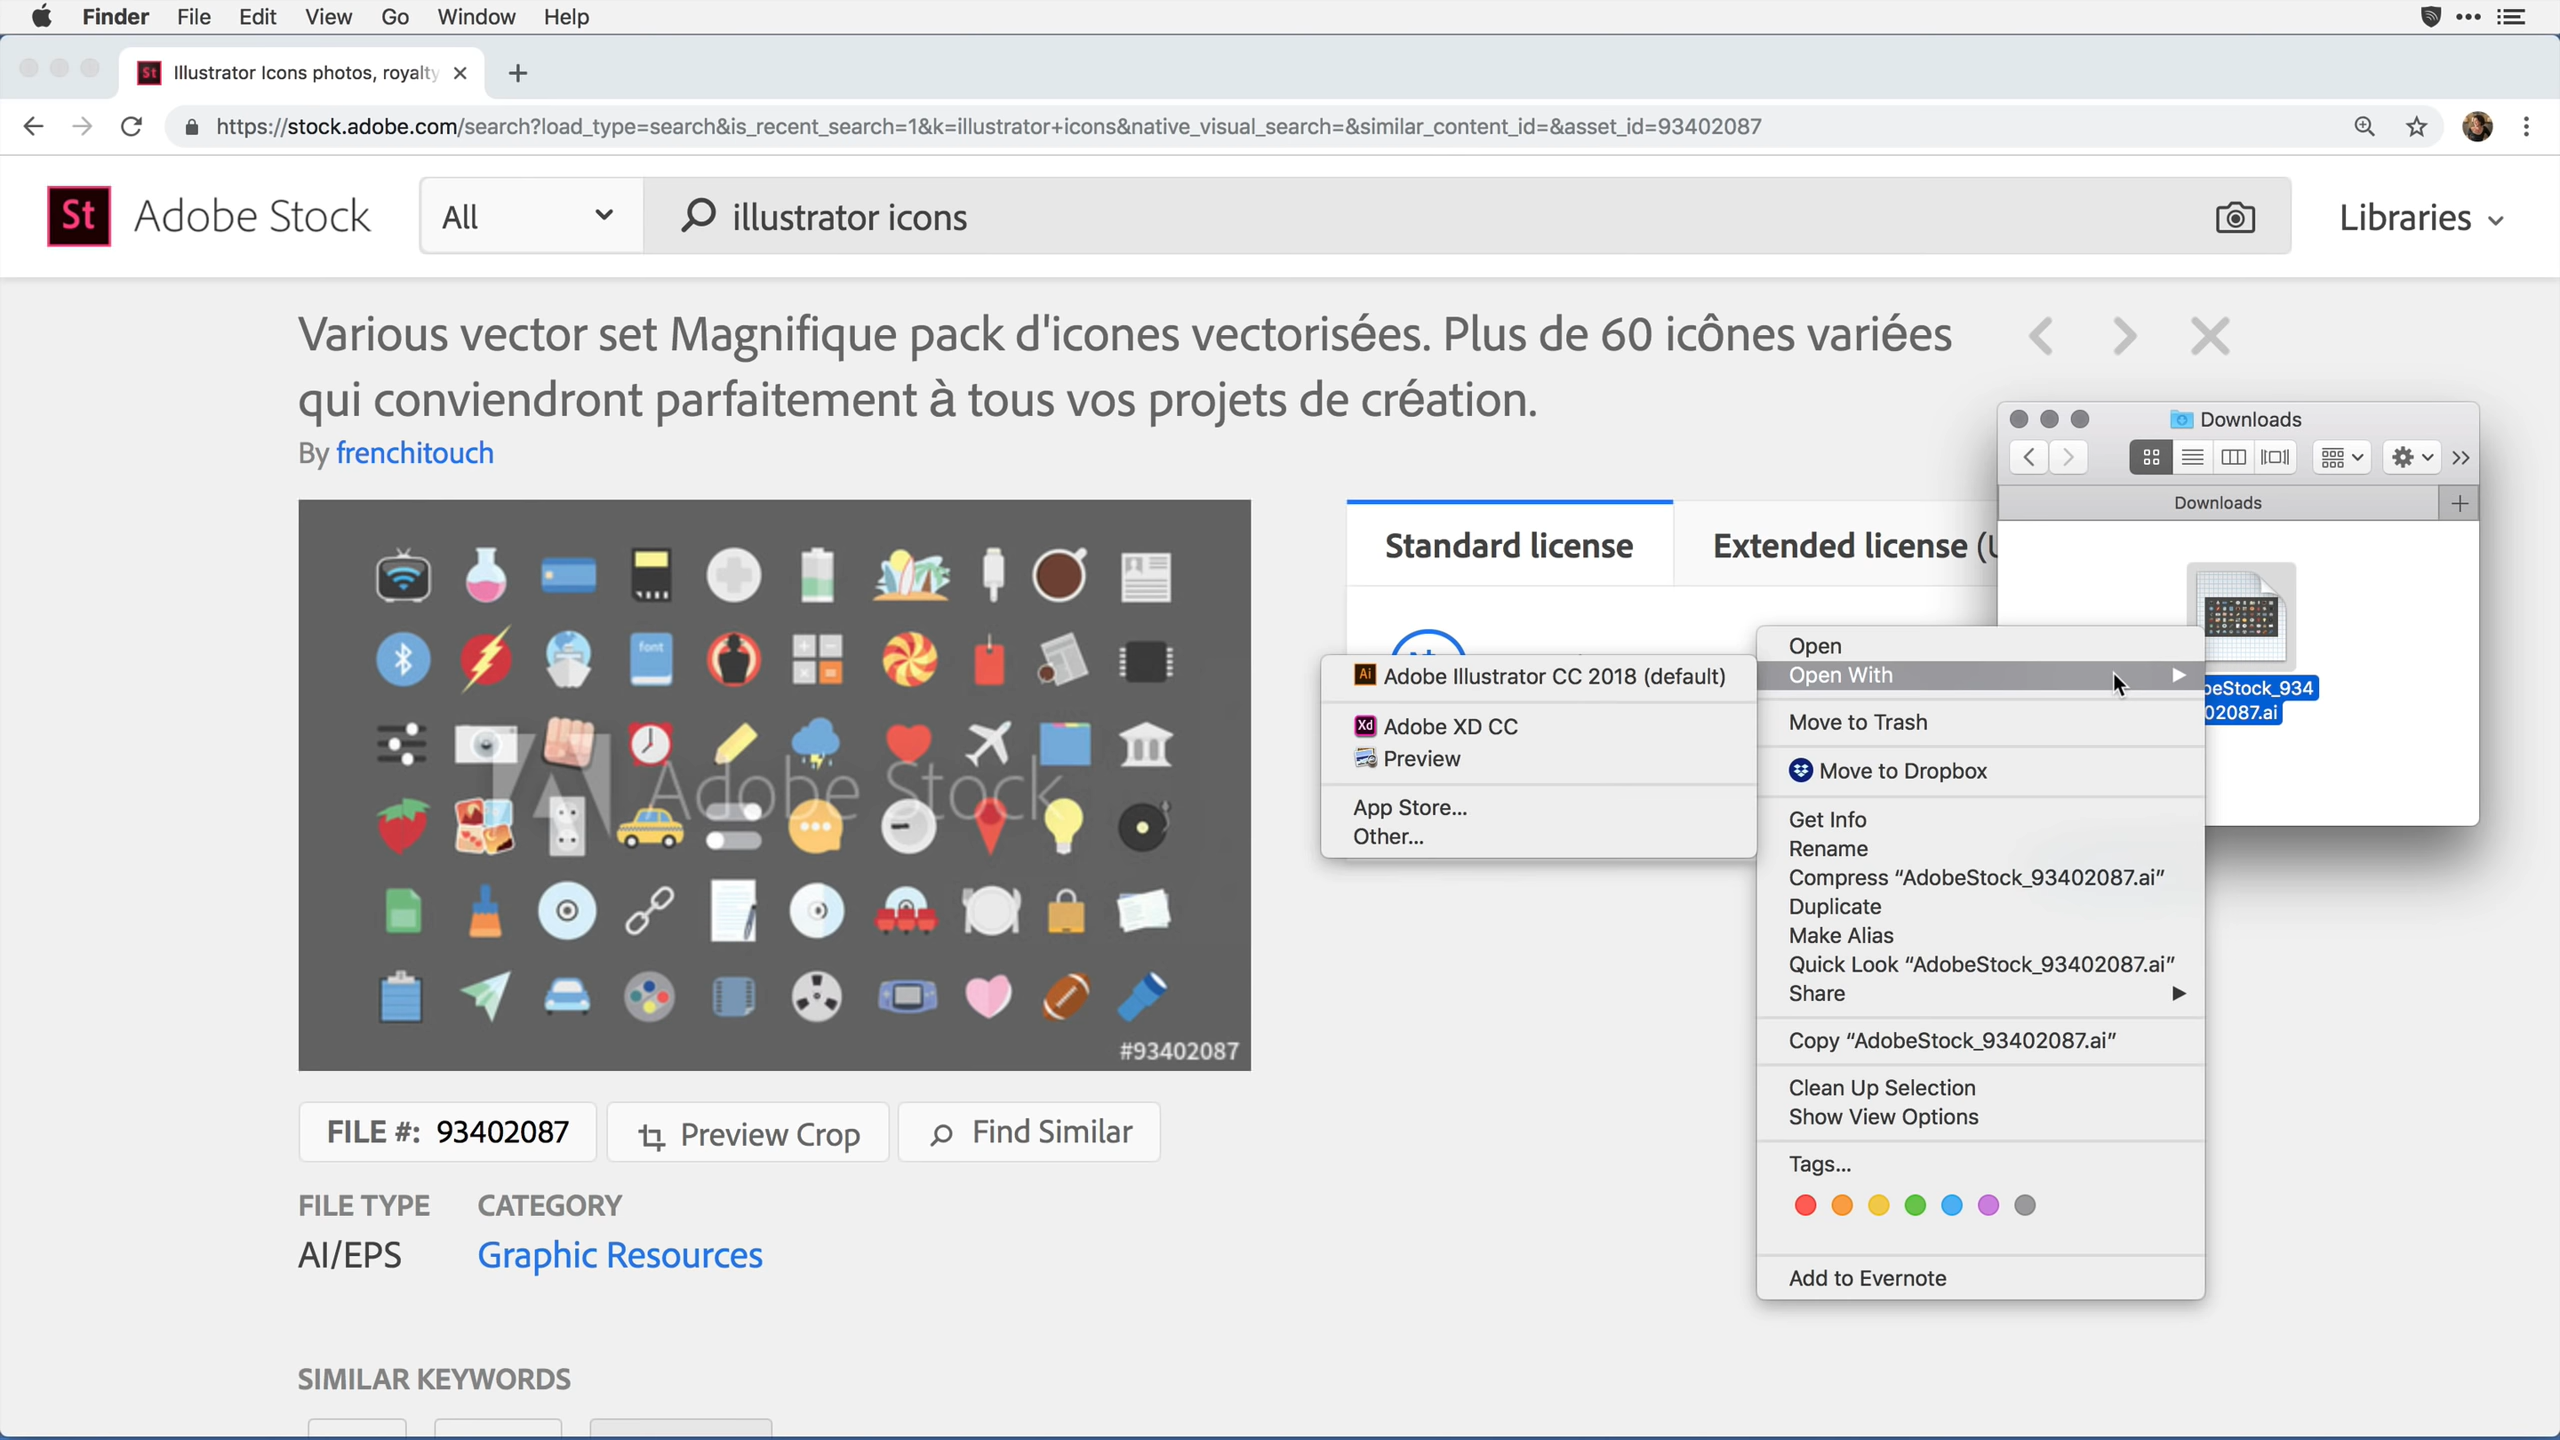 Finder File Edit View Go Window Help
St Illustrator Icons photos, royalty
https://stock.adobe.com/search?load_type=search&is_recent_search=1&k=illustrator+icons&native_visual_search=&similar_content_id=&asset_id=93402087
St Adobe Stock All illustrator icons Libraries
Various vector set Magnifique pack d'icones vectorisées. Plus de 60 icônes variées
qui conviendront parfaitement à tous vos projets de création.
By frenchitouch
font
Adobe Stock
#93402087
FILE #: 93402087 Preview Crop Find Similar
FILE TYPE CATEGORY
AI/EPS Graphic Resources
SIMILAR KEYWORDS
Standard license Extended license
Downloads
Downloads
beStock_934
02087.ai
Ai Adobe Illustrator CC 2018 (default)
Xd Adobe XD CC
Preview
App Store...
Other...
Open
Open With
Move to Trash
Move to Dropbox
Get Info
Rename
Compress “AdobeStock_93402087.ai”
Duplicate
Make Alias
Quick Look “AdobeStock_93402087.ai”
Share
Copy “AdobeStock_93402087.ai”
Clean Up Selection
Show View Options
Tags...
Add to Evernote